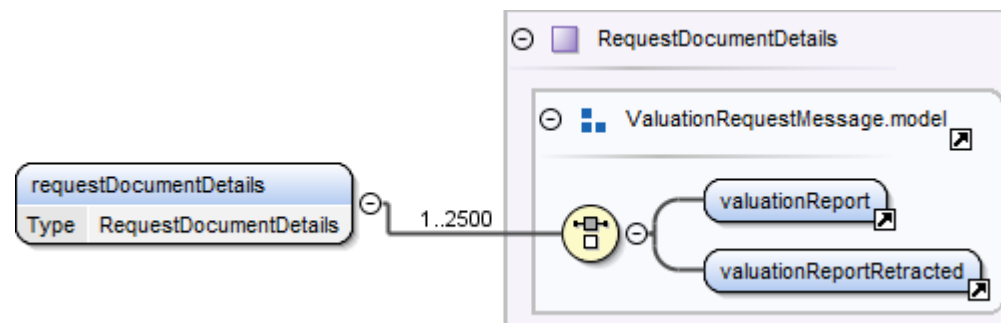 RequestDocumentDetails
ValuationRequestMessage.model
requestDocumentDetails
Type RequestDocumentDetails
1..2500
valuationReport
valuationReportRetracted